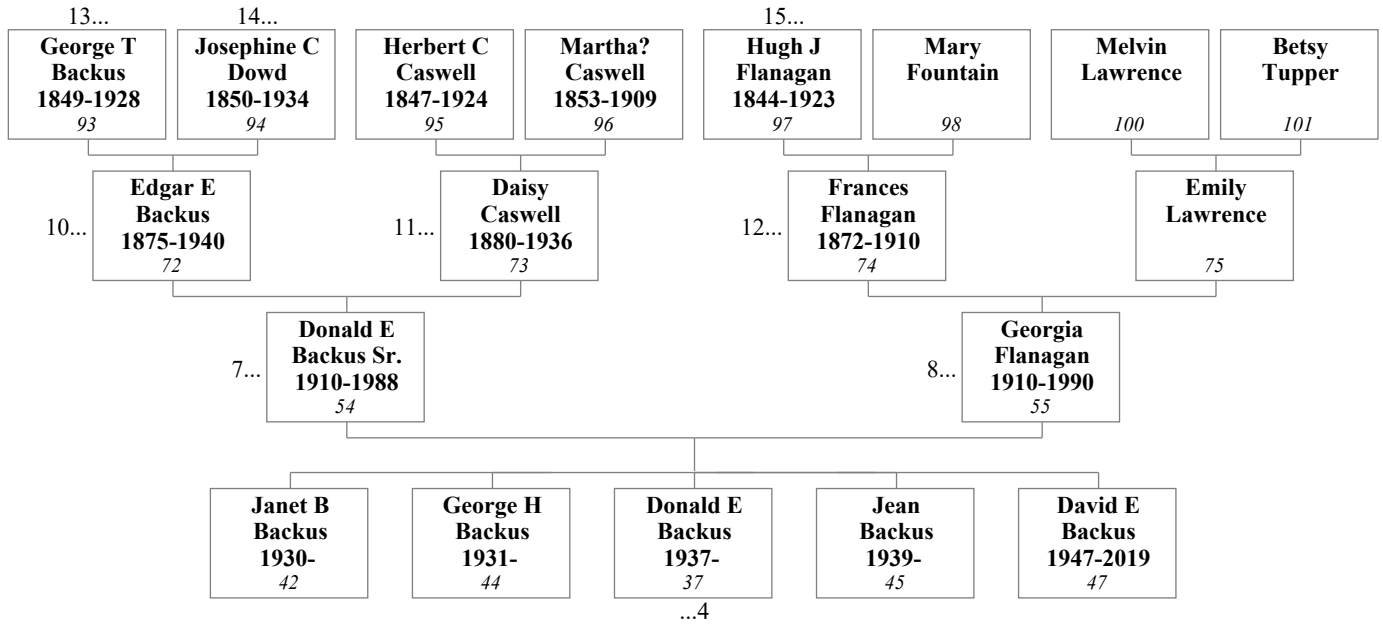 13...
14...
15...
George T
Backus
1849-1928
93
Josephine C
Dowd
1850-1934
94
Herbert C
Caswell
1847-1924
95
Martha?
Caswell
1853-1909
96
Hugh J
Flanagan
1844-1923
97
Mary
Fountain
98
Melvin
Lawrence
100
Betsy
Tupper
101
10...
Edgar E
Backus
1875-1940
72
11...
Daisy
Caswell
1880-1936
73
12...
Frances
Flanagan
1872-1910
74
Emily
Lawrence
75
7...
Donald E
Backus Sr.
1910-1988
54
8...
Georgia
Flanagan
1910-1990
55
Janet B
Backus
1930-
42
George H
Backus
1931-
44
Donald E
Backus
1937-
37
Jean
Backus
1939-
45
David E
Backus
1947-2019
47
...4